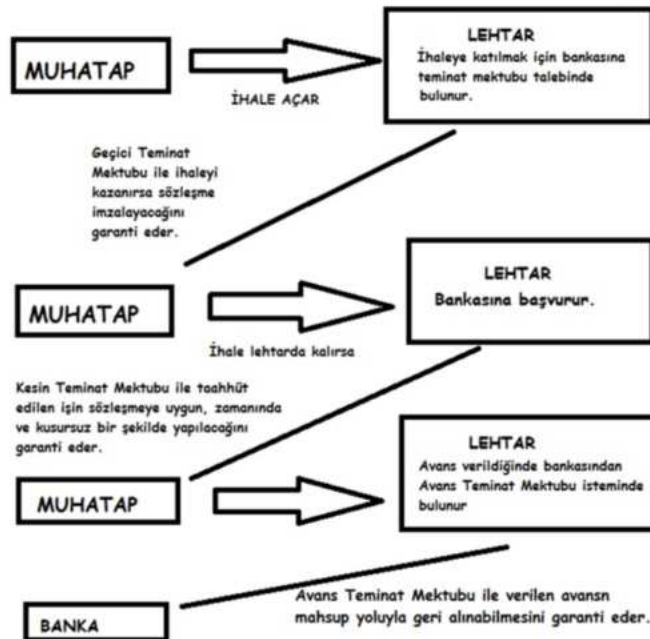 MUHATAP
İHALE AÇAR
LEHTAR
İhaleye katılmak için bankasına
teminat mektubu talebinde
bulunur.
Geçici Teminat
Mektubu ile ihaleyi
kazanırsa sözleşme
imzalayacağını
garanti eder.
MUHATAP
İhale lehtarda kalırsa
LEHTAR
Bankasına başvurur.
Kesin Teminat Mektubu ile taahhüt
edilen işin sözleşmeye uygun, zamanında
ve kusursuz bir şekilde yapılacağını
garanti eder.
MUHATAP
LEHTAR
Avans verildiğinde bankasından
Avans Teminat Mektubu isteminde
bulunur
Avans Teminat Mektubu ile verilen avansn
mahsup yoluyla geri alınabilmesini garanti eder.
BANKA